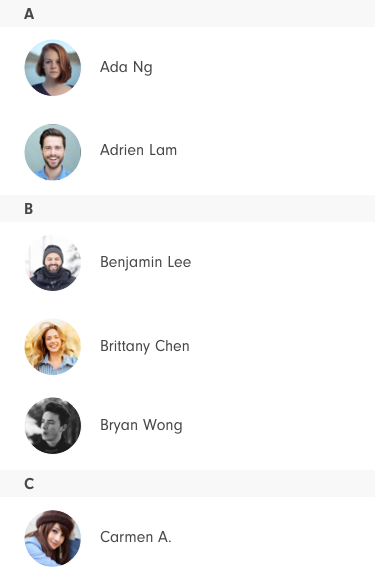 A
Ada Ng
Adrien Lam
B
Benjamin Lee
Brittany Chen
Bryan Wong
C
Carmen A.